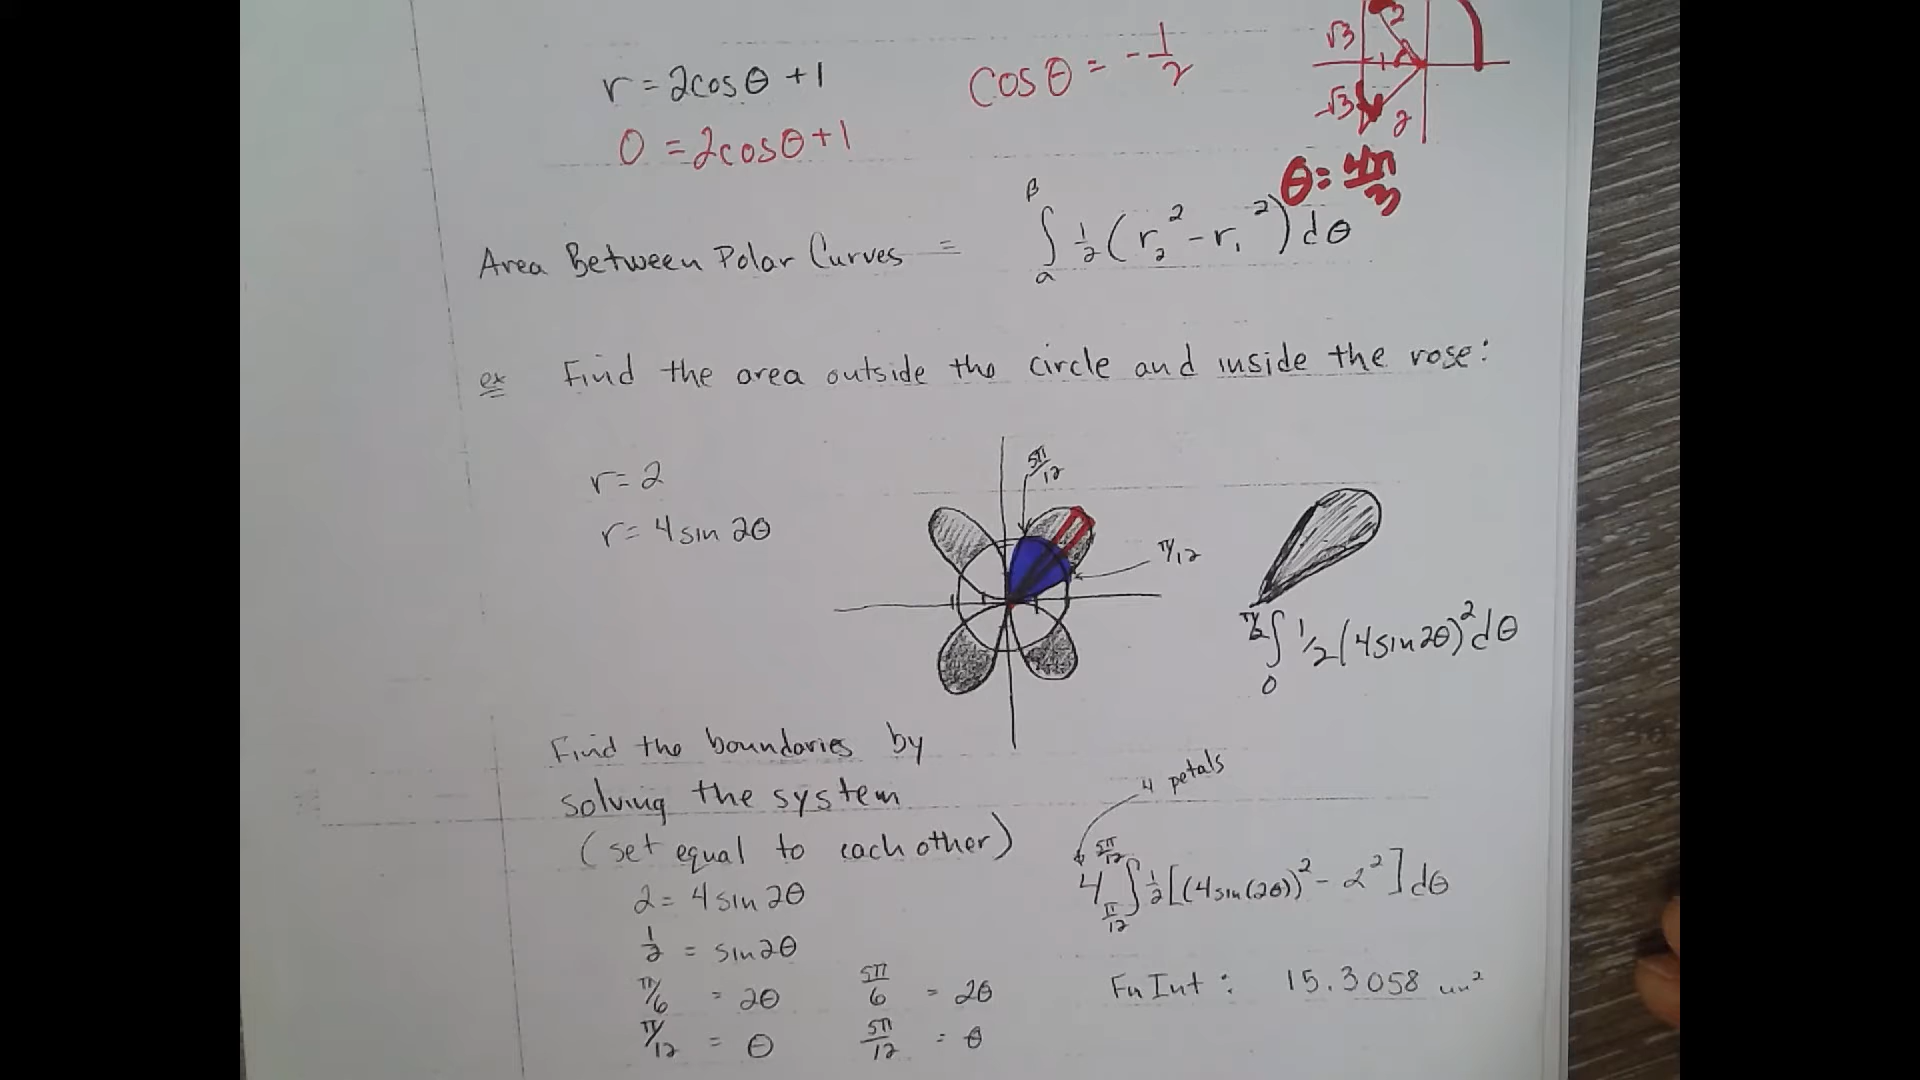 r = 2cosθ + 1
cosθ = -1/2
√3 2
1
-√3 2
0 = 2cosθ + 1
θ = 4π/3
Area Between Polar Curves = ∫ₐᵝ ½(r₂² - r₁²)dθ
ex Find the area outside the circle and inside the rose:
r = 2
r = 4sin 2θ
5π/12
π/12
π/2 ∫ 0 1/2(4sin2θ)²dθ
Find the boundaries by
solving the system
(set equal to each other)
4 petals
2 = 4sin 2θ
4 ∫ 5π/12 π/12 ½[(4sin(2θ))² - 2²]dθ
1/2 = sin2θ
π/6 = 2θ 5π/6 = 2θ
π/12 = θ 5π/12 = θ
FnInt: 15.3058 un²